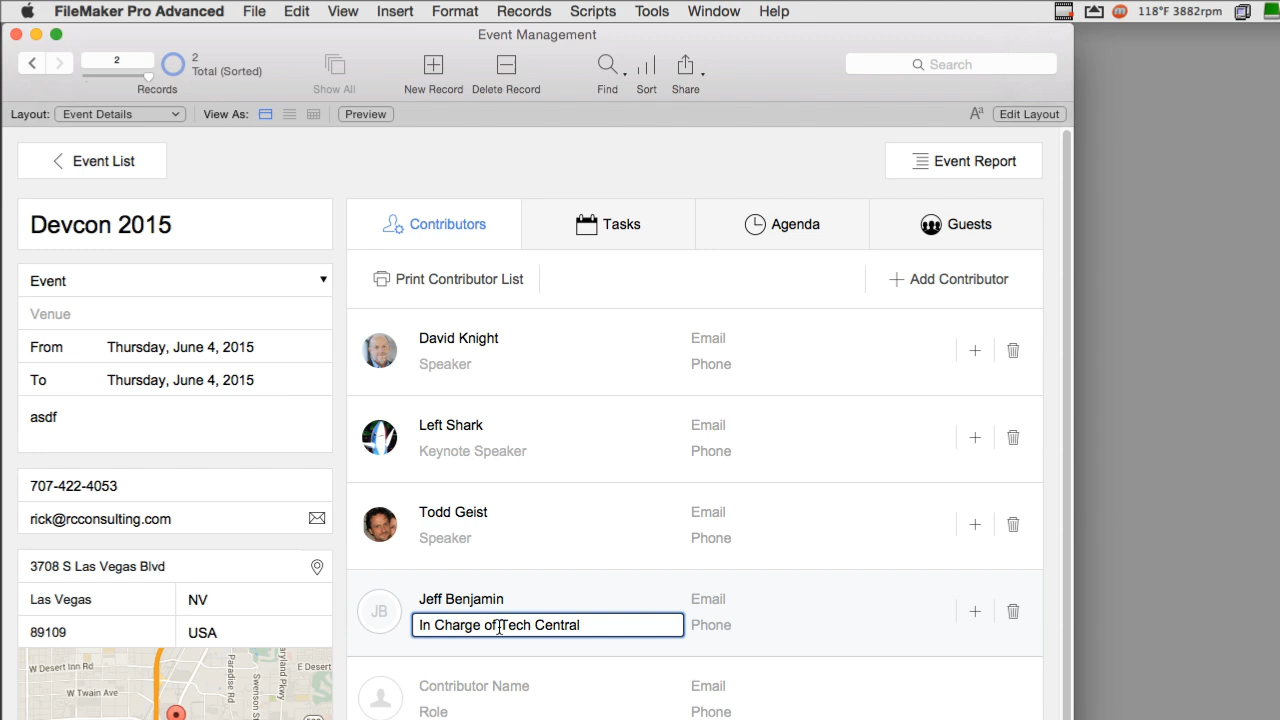 FileMaker Pro Advanced File Edit View Insert Format Records Scripts Tools Window Help 118°F 3882rpm
Event Management
2
2
Total (Sorted)
Records
Show All
New Record
Delete Record
Find
Sort
Share
Search
Layout: Event Details
View As:
Preview
Aa
Edit Layout
Event List
Event Report
Devcon 2015
Event
Venue
From Thursday, June 4, 2015
To Thursday, June 4, 2015
asdf
707-422-4053
rick@rcconsulting.com
3708 S Las Vegas Blvd
Las Vegas NV
89109 USA
W Desert Inn Rd
W Twain Ave
Paradise Rd
Swenson S
aryland Pkwy
E Desert
Contributors
Tasks
Agenda
Guests
Print Contributor List
Add Contributor
David Knight Email
Speaker Phone
Left Shark Email
Keynote Speaker Phone
Todd Geist Email
Speaker Phone
JB
Jeff Benjamin Email
In Charge of Tech Central Phone
Contributor Name Email
Role Phone